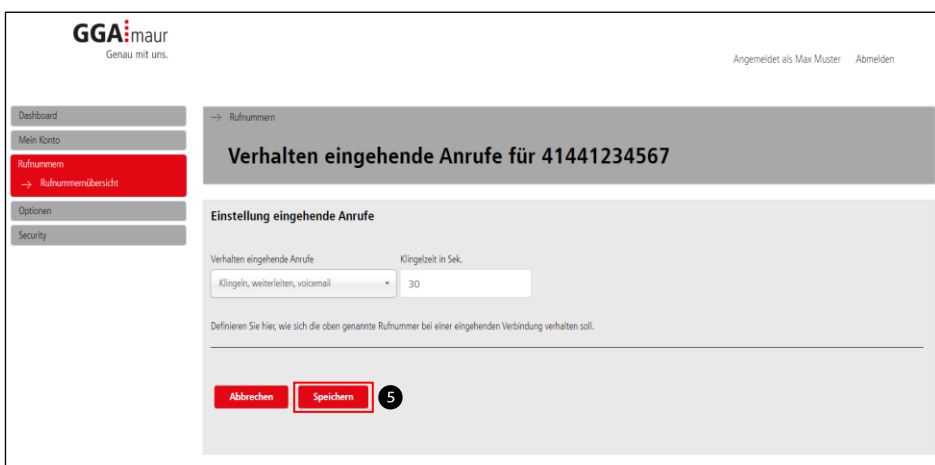 GGA maur
Genau mit uns.
Angemeldet als Max Muster Abmelden
Dashboard
Mein Konto
Rufnummern
→ Rufnummernübersicht
Optionen
Security
→ Rufnummern
Verhalten eingehende Anrufe für 41441234567
Einstellung eingehende Anrufe
Verhalten eingehende Anrufe Klingelzeit in Sek.
Klingeln, weiterleiten, voicemail 30
Definieren Sie hier, wie sich die oben genannte Rufnummer bei einer eingehenden Verbindung verhalten soll.
Abbrechen Speichern 5